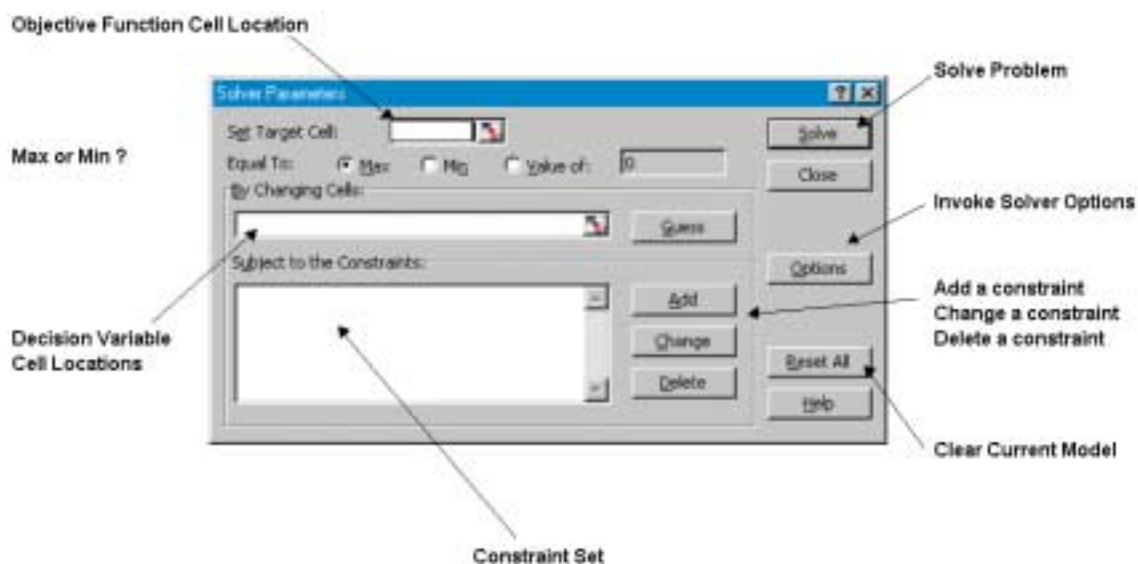 Objective Function Cell Location
Solve Problem
Solver Parameters
Set Target Cell:
Solve
Max or Min ?
Equal To: Max Min Value of: 0
Close
By Changing Cells:
Invoke Solver Options
Guess
Subject to the Constraints:
Options
Add
Add a constraint
Change a constraint
Delete a constraint
Decision Variable
Cell Locations
Change
Reset All
Delete
Help
Clear Current Model
Constraint Set